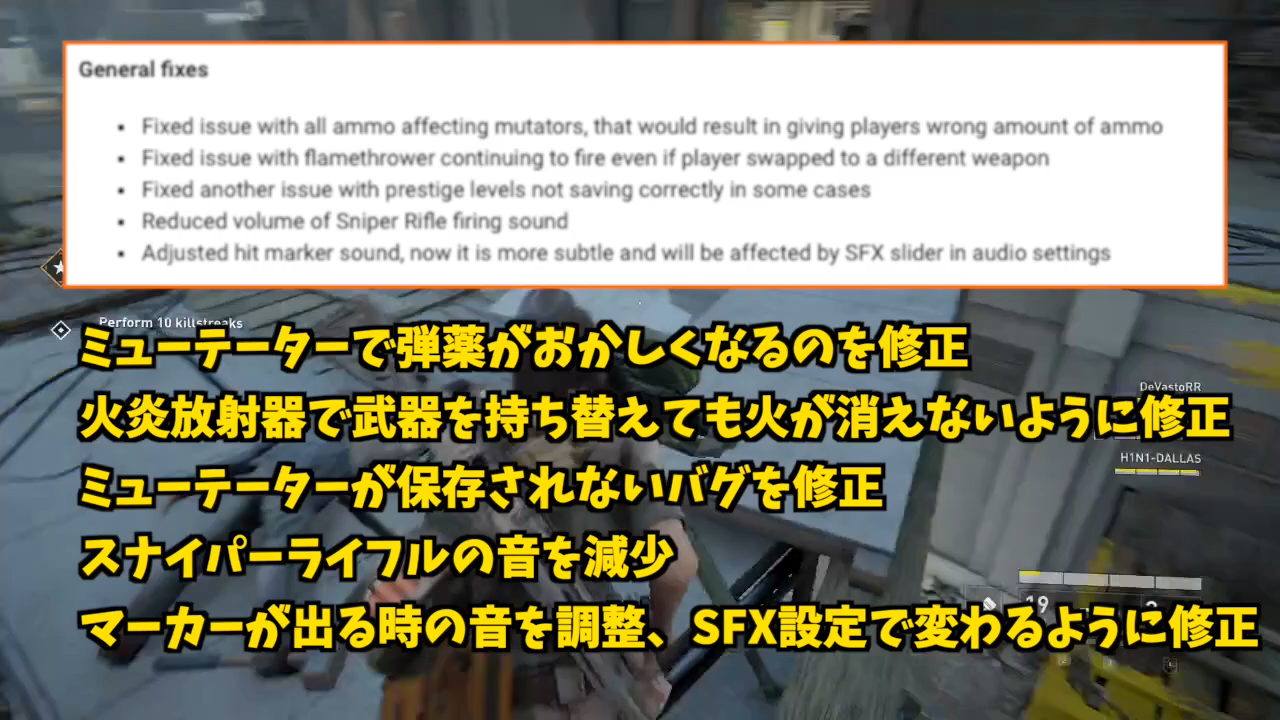 General fixes
• Fixed issue with all ammo affecting mutators, that would result in giving players wrong amount of ammo
• Fixed issue with flamethrower continuing to fire even if player swapped to a different weapon
• Fixed another issue with prestige levels not saving correctly in some cases
• Reduced volume of Sniper Rifle firing sound
• Adjusted hit marker sound, now it is more subtle and will be affected by SFX slider in audio settings
Perform 10 killstreaks
ミューテーターで弾薬がおかしくなるのを修正
DeVastoRR
火炎放射器で武器を持ち替えても火が消えないように修正
H1N1-DALLAS
ミューテーターが保存されないバグを修正
スナイパーライフルの音を減少
19
マーカーが出る時の音を調整、SFX設定で変わるように修正